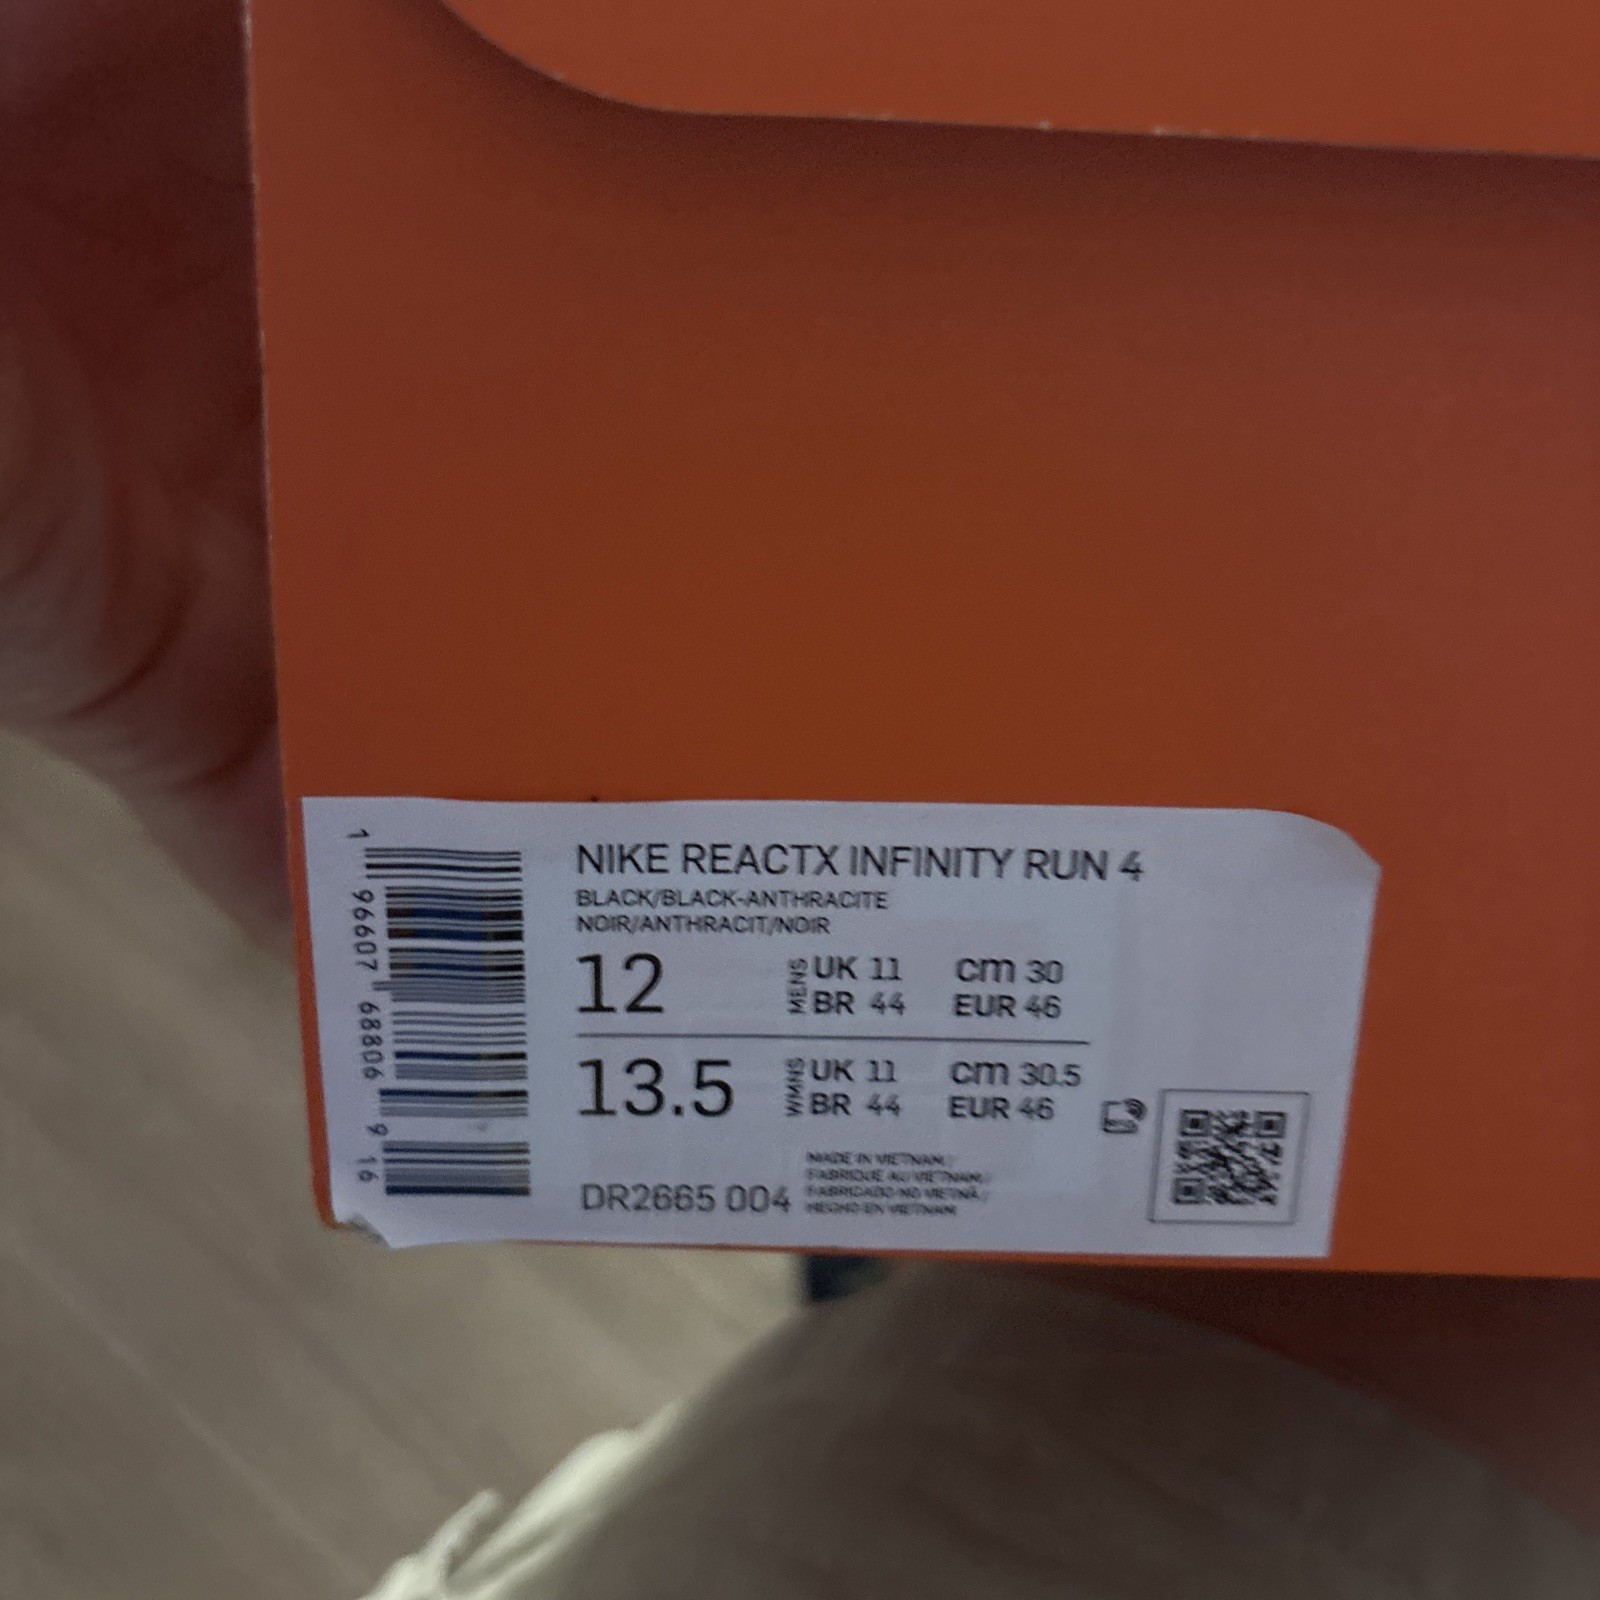 NIKE REACTX INFINITY RUN 4
BLACK/BLACK-ANTHRACITE
NOIR/ANTHRACIT/NOIR
12 MENS UK 11 cm 30
BR 44 EUR 46
13.5 WMNS UK 11 cm 30.5
BR 44 EUR 46
DR2665 004
MADE IN VIETNAM /
FABRIQUE AU VIETNAM /
FABRICADO NO VIETNÃ /
HECHO EN VIETNAM
1 96607 68806 9 16